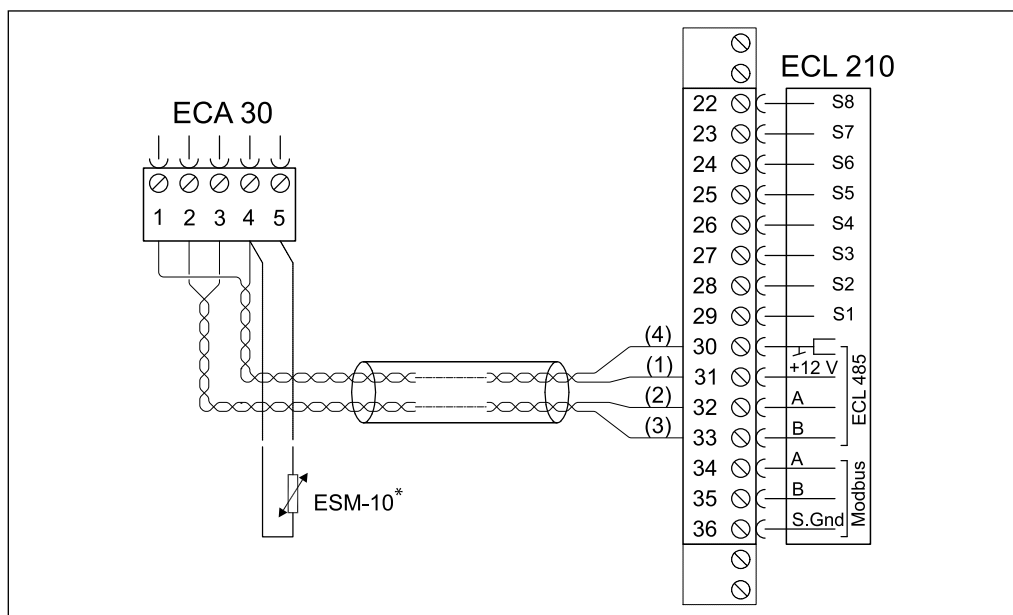 ECA 30
1 2 3 4 5
ESM-10*
(4)
(1)
(2)
(3)
ECL 210
22 S8
23 S7
24 S6
25 S5
26 S4
27 S3
28 S2
29 S1
30
31 +12 V
32 A
33 B
ECL 485
34 A
35 B
36 S.Gnd
Modbus